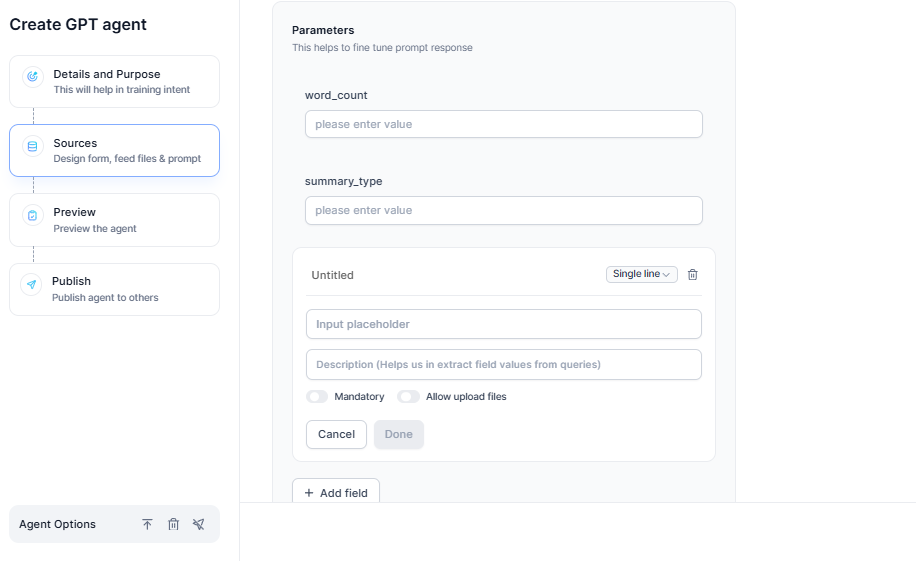 Create GPT agent
Details and Purpose
This will help in training intent
Sources
Design form, feed files & prompt
Preview
Preview the agent
Publish
Publish agent to others
Agent Options
Parameters
This helps to fine tune prompt response
word_count
please enter value
summary_type
please enter value
Untitled
Single line
Input placeholder
Description (Helps us in extract field values from queries)
Mandatory
Allow upload files
Cancel
Done
+ Add field